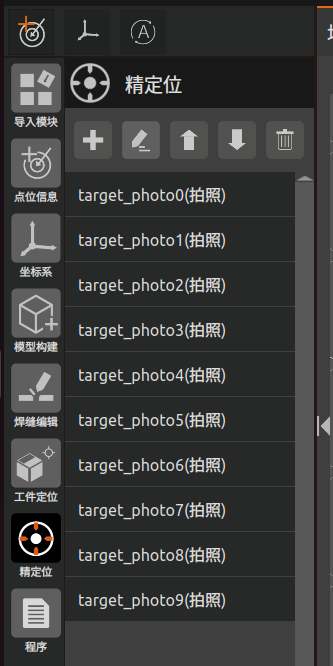 A
导入模块
点位信息
坐标系
模型构建
焊缝编辑
工件定位
精定位
程序
精定位
target_photo0(拍照)
target_photo1(拍照)
target_photo2(拍照)
target_photo3(拍照)
target_photo4(拍照)
target_photo5(拍照)
target_photo6(拍照)
target_photo7(拍照)
target_photo8(拍照)
target_photo9(拍照)